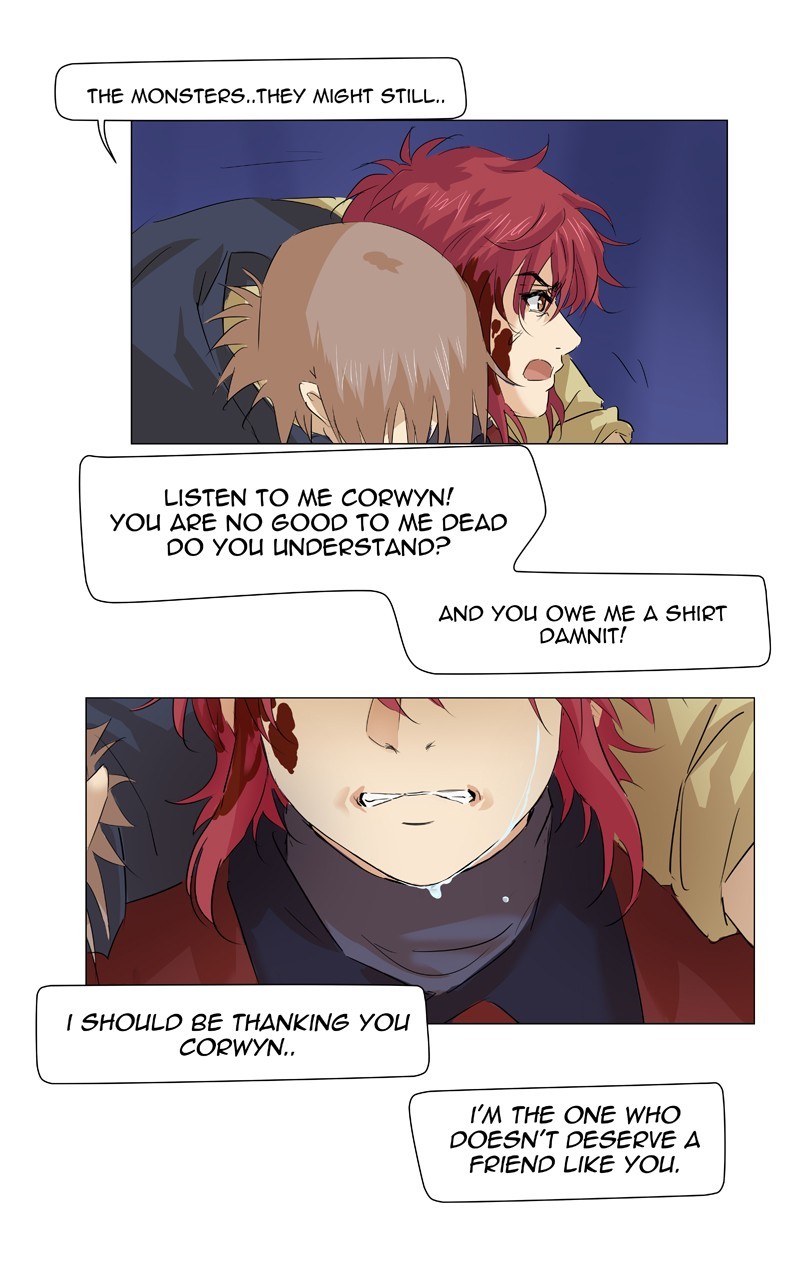 THE MONSTERS..THEY MIGHT STILL..
LISTEN TO ME CORWYN!
YOU ARE NO GOOD TO ME DEAD
DO YOU UNDERSTAND?
AND YOU OWE ME A SHIRT
DAMNIT!
I SHOULD BE THANKING YOU
CORWYN..
I'M THE ONE WHO
DOESN'T DESERVE A
FRIEND LIKE YOU.